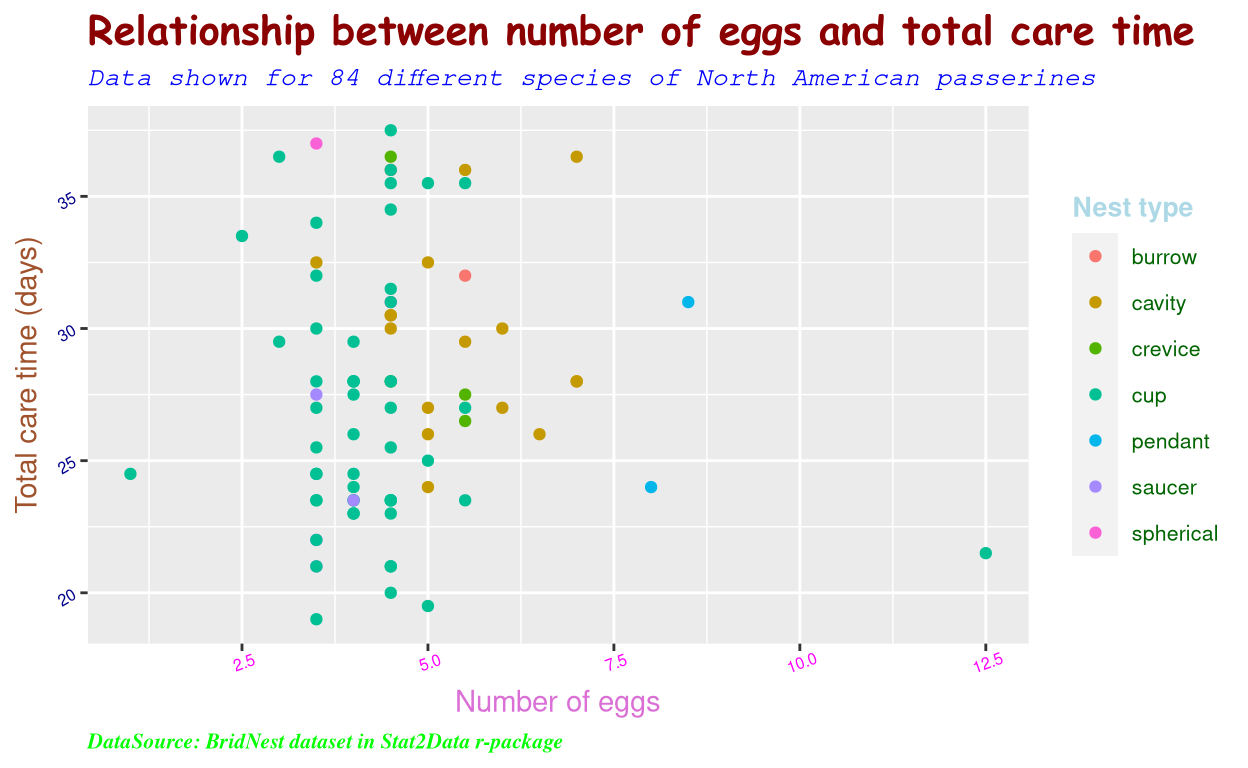 Relationship between number of eggs and total care time
Data shown for 84 different species of North American passerines
Total care time (days)
35
30
25
20
2.5 5.0 7.5 10.0 12.5
Number of eggs
Nest type
burrow
cavity
crevice
cup
pendant
saucer
spherical
DataSource: BridNest dataset in Stat2Data r-package